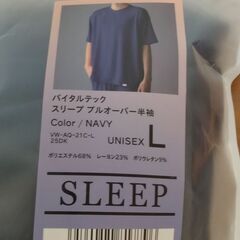 バイタルテック
スリープ プルオーバー半袖
Color / NAVY
VW-AQ-21C-L
25DK
UNISEX L
ポリエステル68%　レーヨン23%　ポリウレタン9%
SLEEP